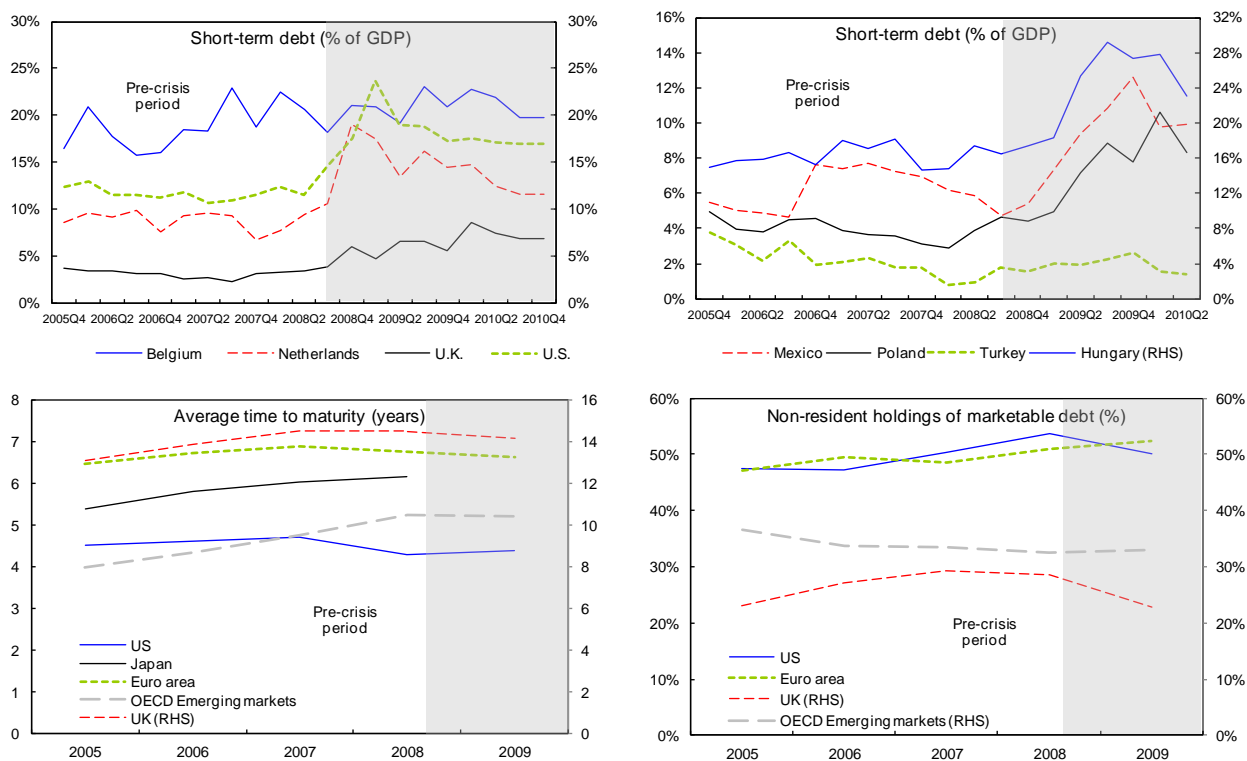 Short-term debt (% of GDP)
30% 30%
25% 25%
20% 20%
15% 15%
10% 10%
5% 5%
0% 0%
Pre-crisis
period
2005Q4 2006Q2 2006Q4 2007Q2 2007Q4 2008Q2 2008Q4 2009Q2 2009Q4 2010Q2 2010Q4
Belgium Netherlands U.K. U.S.
Short-term debt (% of GDP)
16% 32%
14% 28%
12% 24%
10% 20%
8% 16%
6% 12%
4% 8%
2% 4%
0% 0%
Pre-crisis
period
2005Q4 2006Q2 2006Q4 2007Q2 2007Q4 2008Q2 2008Q4 2009Q2 2009Q4 2010Q2
Mexico Poland Turkey Hungary (RHS)
Average time to maturity (years)
8 16
7 14
6 12
5 10
4 8
3 6
2 4
1 2
0 0
Pre-crisis
period
US
Japan
Euro area
OECD Emerging markets
UK (RHS)
2005 2006 2007 2008 2009
Non-resident holdings of marketable debt (%)
60% 60%
50% 50%
40% 40%
30% 30%
20% 20%
10% 10%
0% 0%
Pre-crisis
period
US
Euro area
UK (RHS)
OECD Emerging markets (RHS)
2005 2006 2007 2008 2009